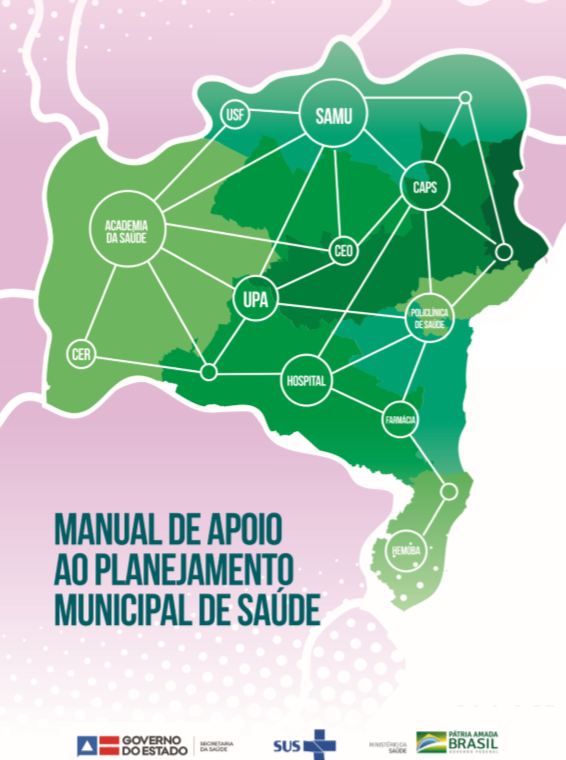 USF
SAMU
CAPS
ACADEMIA
DA SAÚDE
CEO
UPA
POLICLÍNICA
DE SAÚDE
CER
HOSPITAL
FARMÁCIA
HEMOBA
MANUAL DE APOIO
AO PLANEJAMENTO
MUNICIPAL DE SAÚDE
GOVERNO
DO ESTADO
SECRETARIA
DA SAÚDE
SUS
MINISTÉRIO DA
SAÚDE
PÁTRIA AMADA
BRASIL
GOVERNO FEDERAL